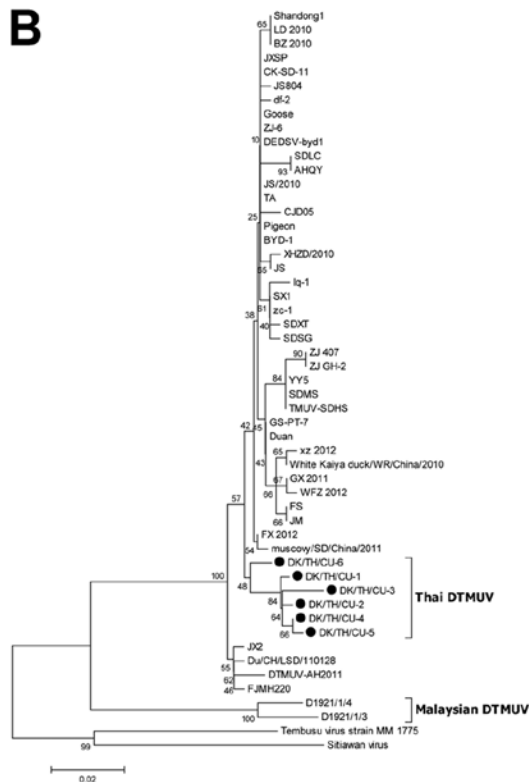 B
65
Shandong1
LD 2010
BZ 2010
JXSP
CK-SD-11
JS804
df-2
Goose
ZJ-6
DEDSV-byd1
10
SDLC
93
AHQY
JS/2010
TA
CJD05
25
Pigeon
BYD-1
XHZD/2010
65
JS
lq-1
SX1
61
zc-1
38
40
SDXT
SDSG
90
ZJ 407
ZJ GH-2
84
YY5
SDMS
TMUV-SDHS
GS-PT-7
42
45
Duan
43
65
xz 2012
White Kaiya duck/WR/China/2010
67
GX 2011
66
WFZ 2012
57
FS
66
JM
FX 2012
54
muscovy/SD/China/2011
DK/TH/CU-6
100
48
DK/TH/CU-1
DK/TH/CU-3
84
DK/TH/CU-2
64
DK/TH/CU-4
66
DK/TH/CU-5
Thai DTMUV
JX2
55
Du/CH/LSD/110128
62
DTMUV-AH2011
46
FJMH220
D1921/1/4
100
D1921/1/3
Malaysian DTMUV
Tembusu virus strain MM 1775
99
Sitiawan virus
0.02